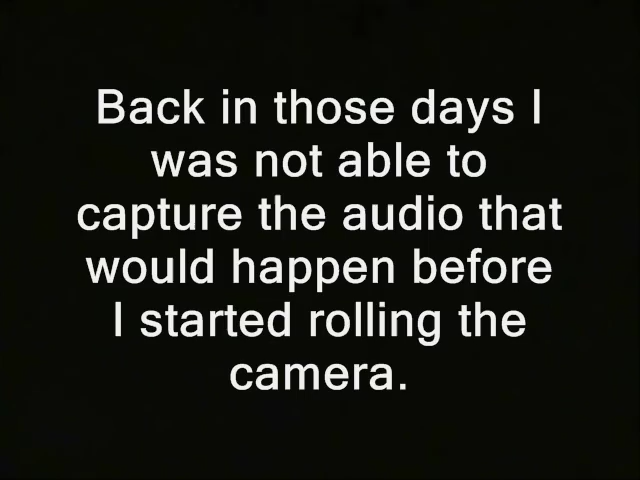 Back in those days I
was not able to
capture the audio that
would happen before
I started rolling the
camera.